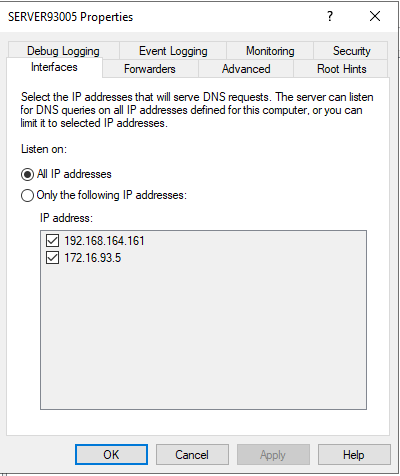 SERVER93005 Properties
Debug Logging Event Logging Monitoring Security
Interfaces Forwarders Advanced Root Hints
Select the IP addresses that will serve DNS requests. The server can listen
for DNS queries on all IP addresses defined for this computer, or you can
limit it to selected IP addresses.
Listen on:
All IP addresses
Only the following IP addresses:
IP address:
192.168.164.161
172.16.93.5
OK Cancel Apply Help